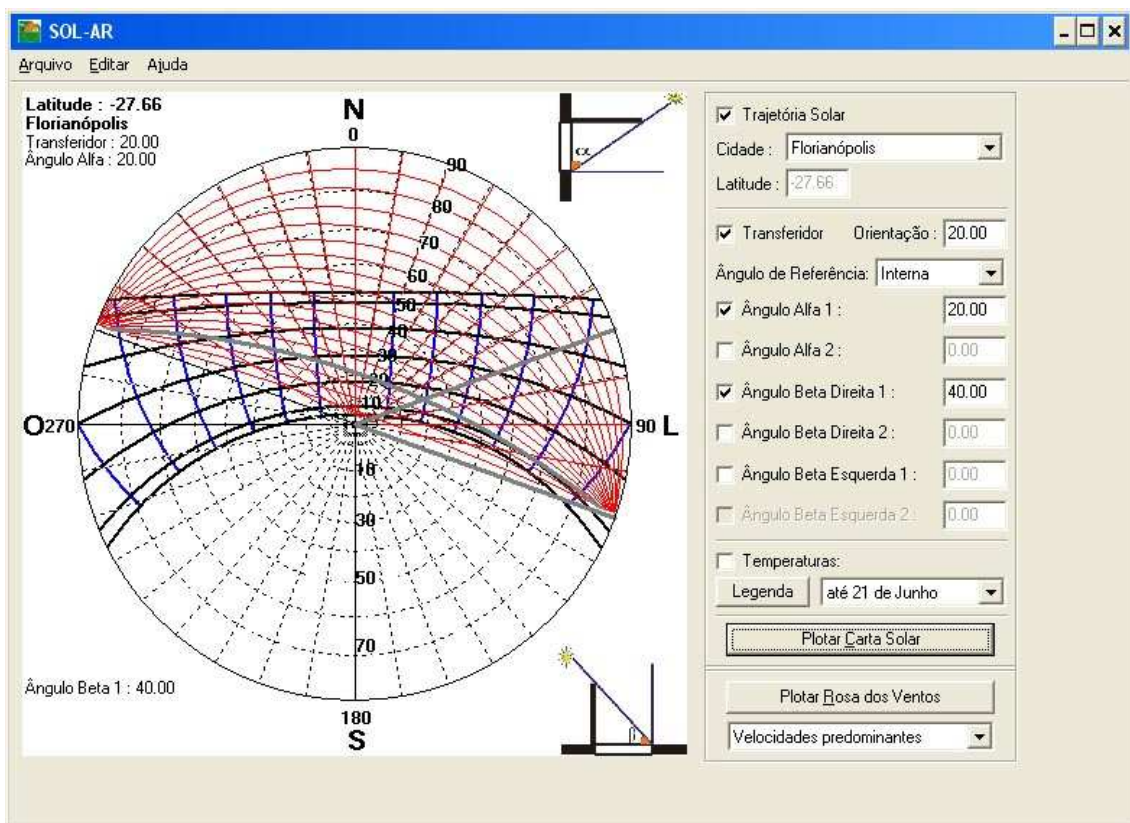 SOL-AR
Arquivo Editar Ajuda
Latitude : -27.66
Florianópolis
Transferidor : 20.00
Ângulo Alfa : 20.00
N
0
90
80
70
60
50
40
30
20
10
α
O 270
90 L
10
30
50
70
180
S
Ângulo Beta 1 : 40.00
β
Trajetória Solar
Cidade : Florianópolis
Latitude : -27.66
Transferidor Orientação : 20.00
Ângulo de Referência: Interna
Ângulo Alfa 1 : 20.00
Ângulo Alfa 2 : 0.00
Ângulo Beta Direita 1 : 40.00
Ângulo Beta Direita 2 : 0.00
Ângulo Beta Esquerda 1 : 0.00
Ângulo Beta Esquerda 2 : 0.00
Temperaturas:
Legenda até 21 de Junho
Plotar Carta Solar
Plotar Rosa dos Ventos
Velocidades predominantes